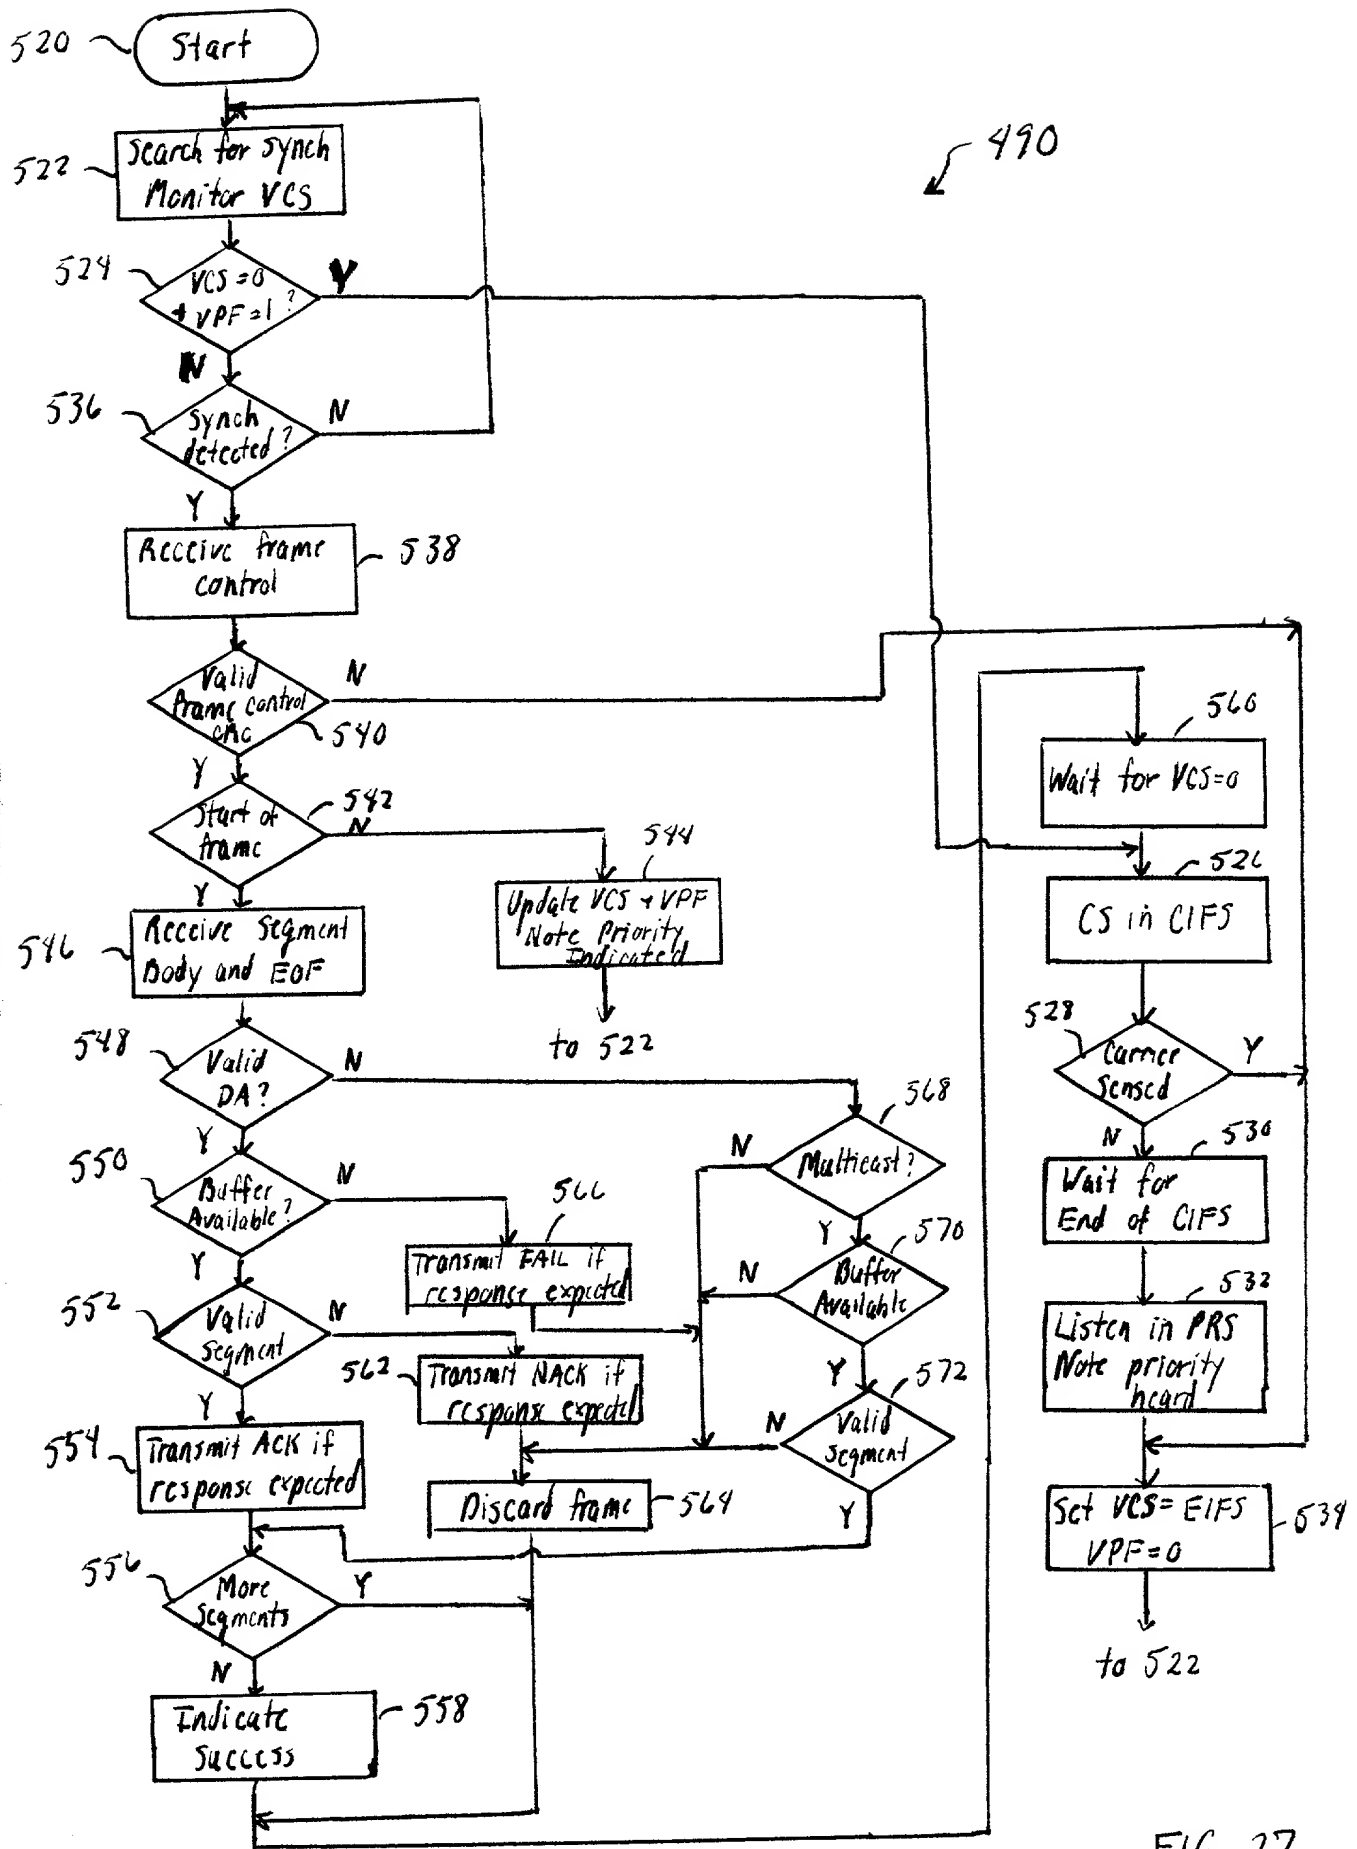 520
Start
490
522
Search for synch
Monitor VCS
524
VCS=0
+ VPF=1?
Y
N
536
Synch
detected?
N
Y
Receive frame
control
538
Valid
frame control
CRC
N
540
Y
Start of
frame
542
N
Y
544
Update VCS + VPF
Note Priority
Indicated
to 522
546
Receive Segment
Body and EOF
548
Valid
DA?
N
Y
550
Buffer
Available?
N
Y
566
Transmit FAIL if
response expected
552
Valid
segment
N
Y
562
Transmit NACK if
response expected
554
Transmit ACK if
response expected
Discard frame
564
556
More
segments
Y
N
Indicate
success
558
568
Multicast?
N
Y
570
Buffer
Available
N
Y
572
Valid
segment
N
Y
560
Wait for VCS=0
526
CS in CIFS
528
Carrier
sensed
Y
N
530
Wait for
End of CIFS
532
Listen in PRS
Note priority
heard
Set VCS=EIFS
VPF=0
534
to 522
FIG. 27